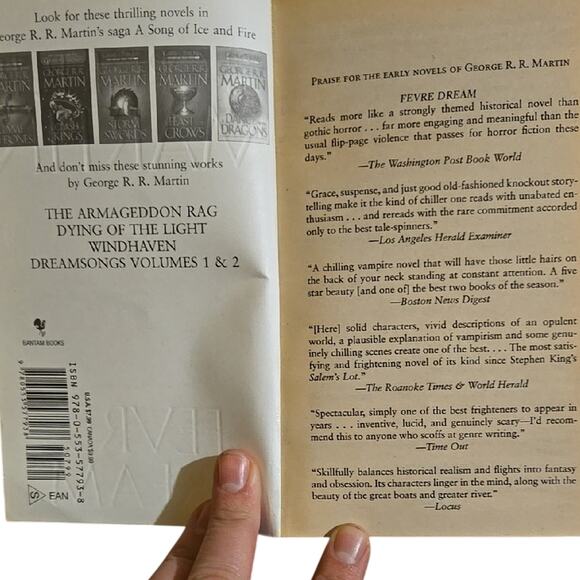 Look for these thrilling novels in
eorge R. R. Martin's saga A Song of Ice and Fire
GEORGE R.R.
MARTIN
GEORGE R.R.
MARTIN
STORM
SWORDS
GEORGE R.R.
MARTIN
FEAST
CROWS
MARTIN
DRAGONS
And don't miss these stunning works
by George R. R. Martin
THE ARMAGEDDON RAG
DYING OF THE LIGHT
WINDHAVEN
DREAMSONGS VOLUMES 1 & 2
BANTAM BOOKS
ISBN 978-0-553-57793-8
9780553577938
50799
S EAN
PRAISE FOR THE EARLY NOVELS OF GEORGE R. R. MARTIN
FEVRE DREAM
"Reads more like a strongly themed historical novel than
gothic horror . . . far more engaging and meaningful than the
usual flip-page violence that passes for horror fiction these
days."
—The Washington Post Book World
"Grace, suspense, and just good old-fashioned knockout story-
telling make it the kind of chiller one reads with unabated en-
thusiasm . . . and rereads with the rare commitment accorded
only to the best tale-spinners."
—Los Angeles Herald Examiner
"A chilling vampire novel that will have those little hairs on
the back of your neck standing at constant attention. A five
star beauty [and one of] the best two books of the season."
—Boston News Digest
"[Here] solid characters, vivid descriptions of an opulent
world, a plausible explanation of vampirism and some genu-
inely chilling scenes create one of the best. . . . The most satis-
fying and frightening novel of its kind since Stephen King's
Salem's Lot."
—The Roanoke Times & World Herald
"Spectacular, simply one of the best frighteners to appear in
years . . . inventive, lucid, and genuinely scary—I'd recom-
mend this to anyone who scoffs at genre writing."
—Time Out
"Skillfully balances historical realism and flights into fantasy
and obsession. Its characters linger in the mind, along with the
beauty of the great boats and greater river."
—Locus